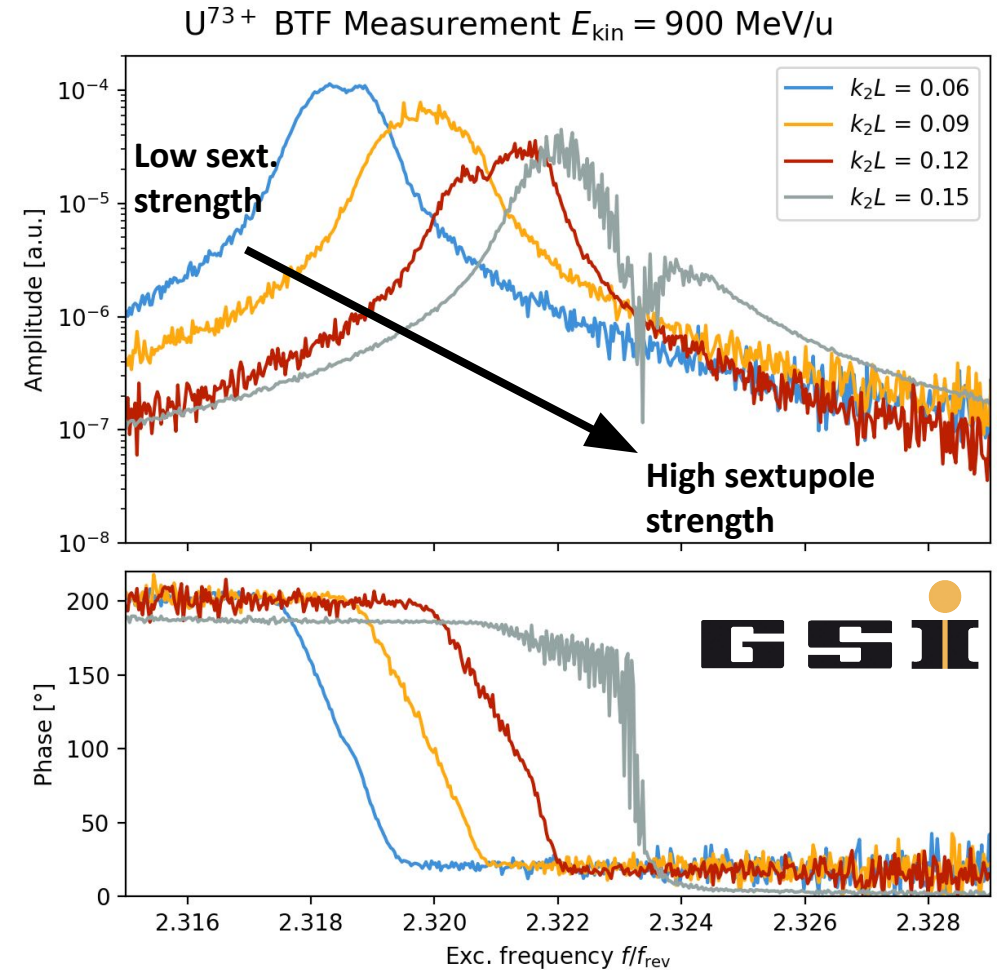 U⁷³⁺ BTF Measurement E_kin = 900 MeV/u
10⁻⁴
10⁻⁵
10⁻⁶
10⁻⁷
10⁻⁸
Amplitude [a.u.]
k₂L = 0.06
k₂L = 0.09
k₂L = 0.12
k₂L = 0.15
Low sext.
strength
High sextupole
strength
200
150
100
50
0
Phase [°]
GSI
2.316 2.318 2.320 2.322 2.324 2.326 2.328
Exc. frequency f/f_rev